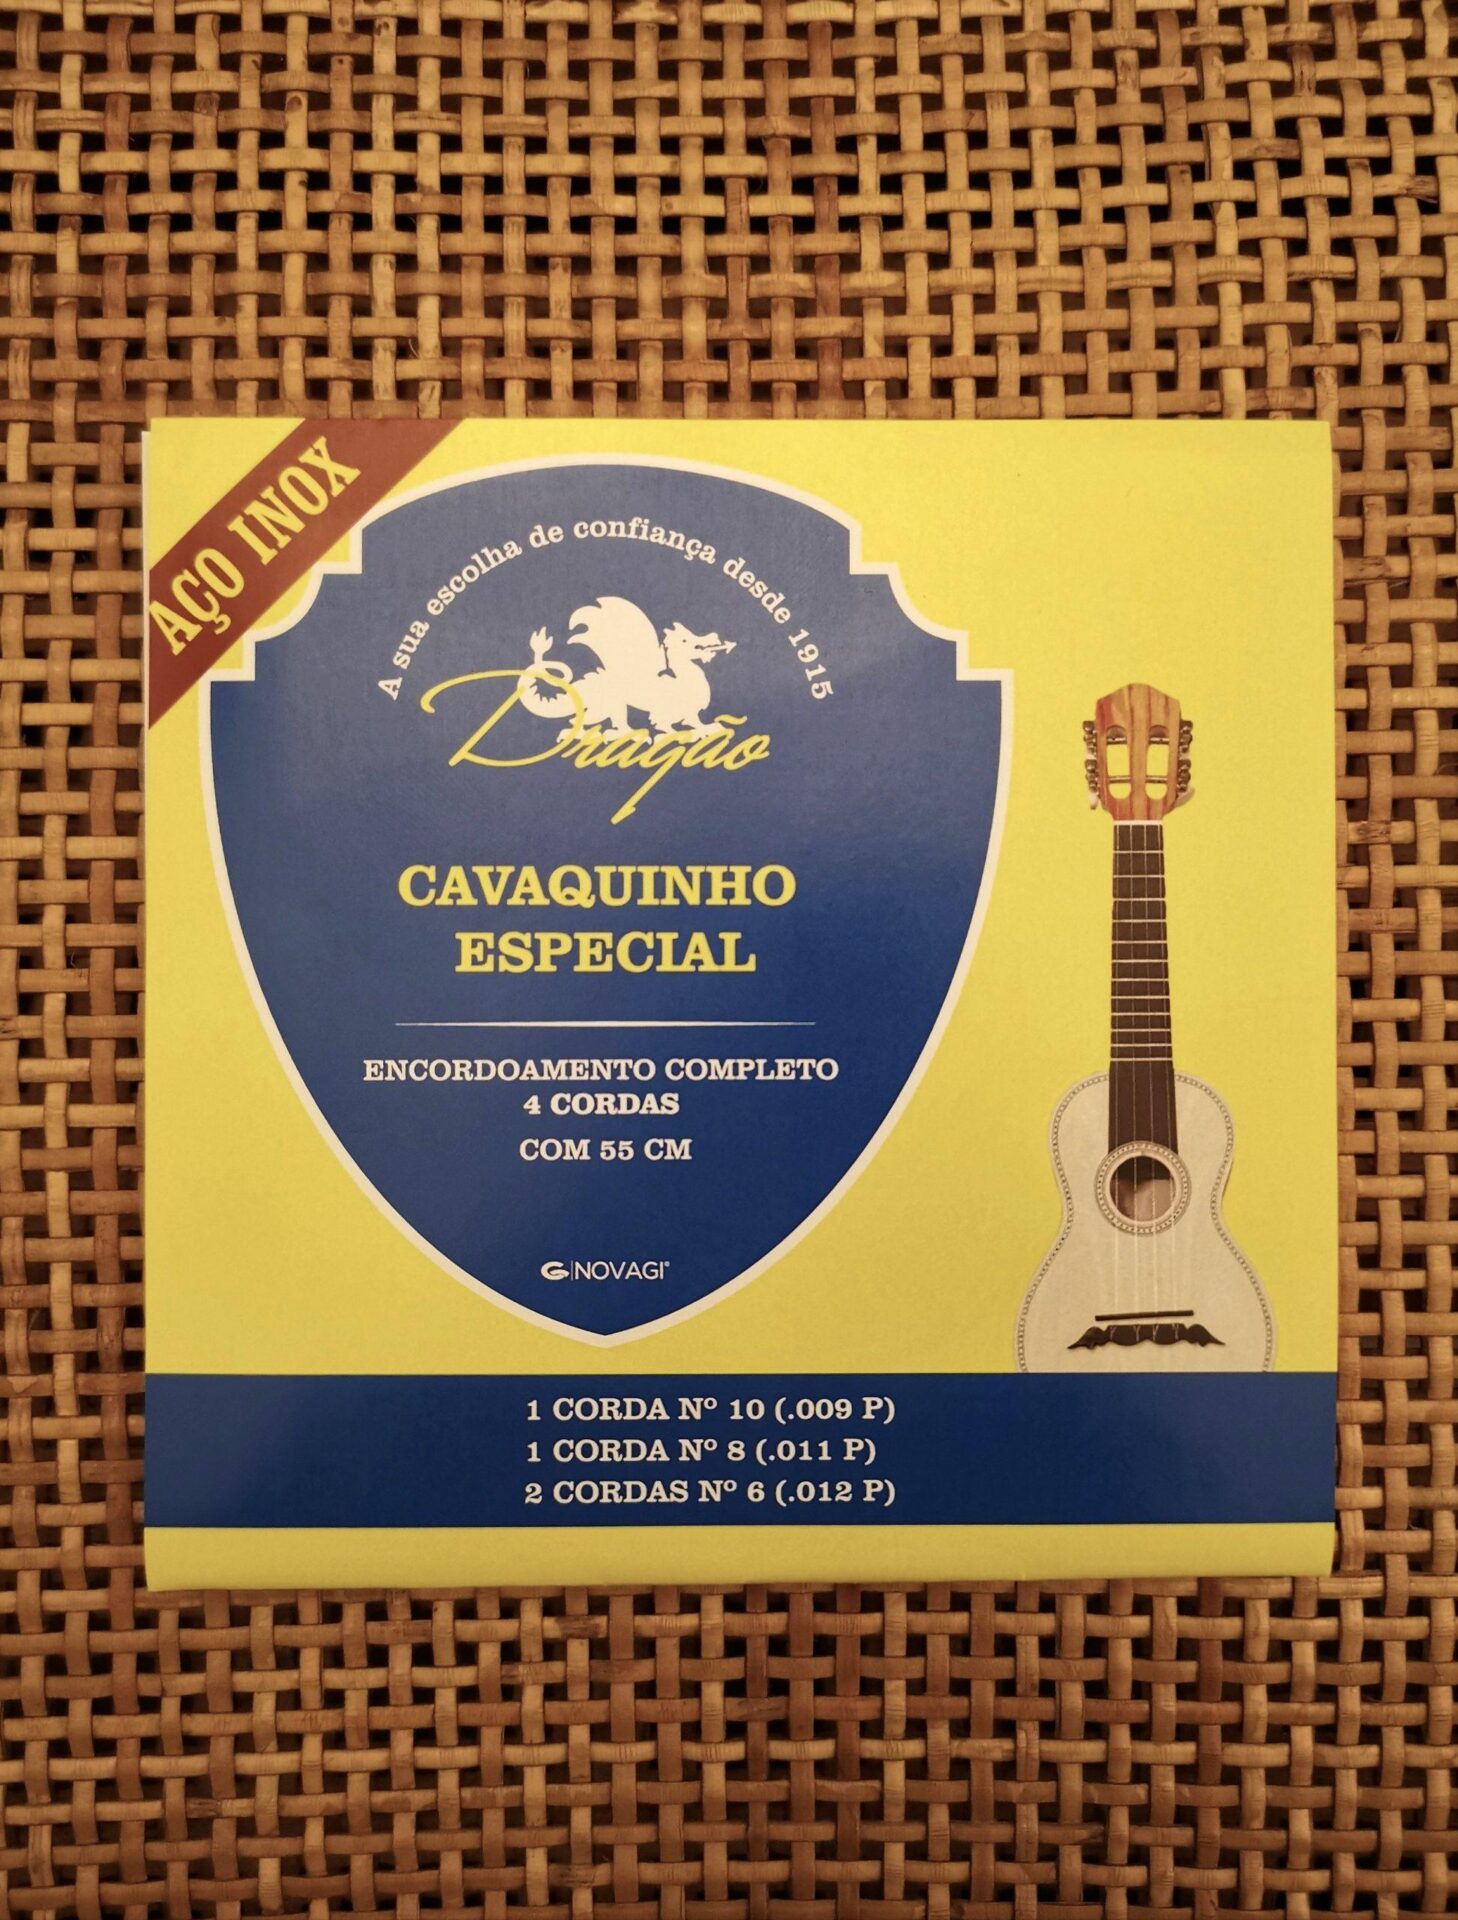 AÇO INOX
A sua escolha de confiança desde 1915
Dragão
CAVAQUINHO
ESPECIAL
ENCORDOAMENTO COMPLETO
4 CORDAS
COM 55 CM
G|NOVAGI®
1 CORDA Nº 10 (.009 P)
1 CORDA Nº 8 (.011 P)
2 CORDAS Nº 6 (.012 P)